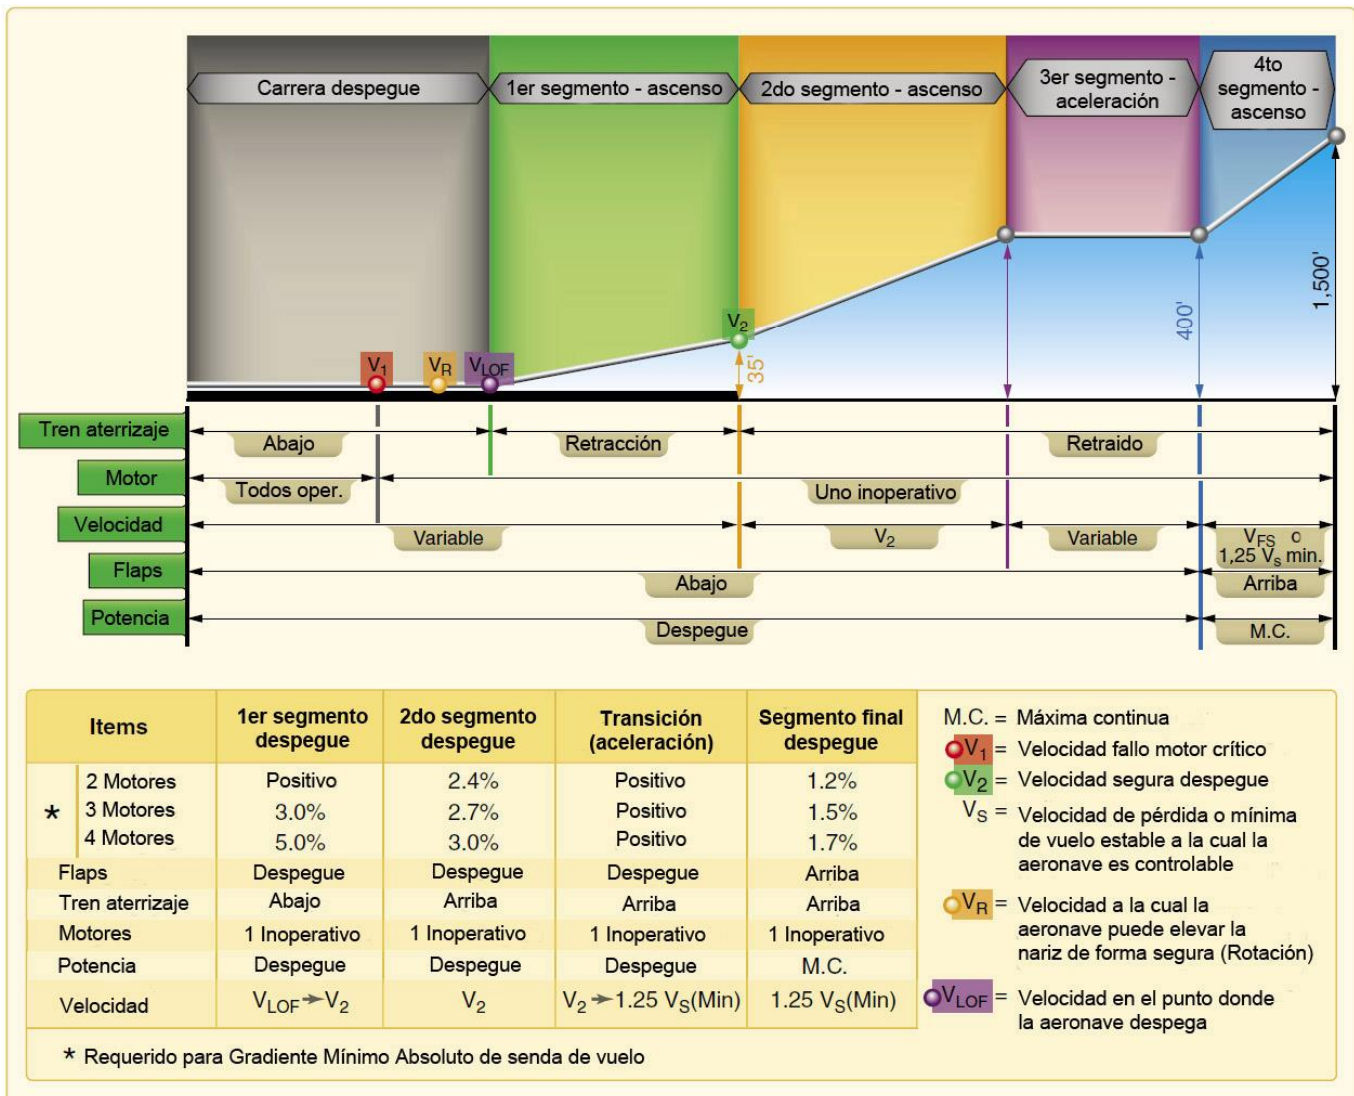 Carrera despegue
1er segmento - ascenso
2do segmento - ascenso
3er segmento -
aceleración
4to
segmento -
ascenso
V1
VR
VLOF
V2
35'
400'
1,500'
Tren aterrizaje
Abajo
Retracción
Retraido
Motor
Todos oper.
Uno inoperativo
Velocidad
Variable
V2
Variable
VFS o
1,25 Vs min.
Flaps
Abajo
Arriba
Potencia
Despegue
M.C.
Items
1er segmento
despegue
2do segmento
despegue
Transición
(aceleración)
Segmento final
despegue
* 2 Motores Positivo 2.4% Positivo 1.2%
3 Motores 3.0% 2.7% Positivo 1.5%
4 Motores 5.0% 3.0% Positivo 1.7%
Flaps Despegue Despegue Despegue Arriba
Tren aterrizaje Abajo Arriba Arriba Arriba
Motores 1 Inoperativo 1 Inoperativo 1 Inoperativo 1 Inoperativo
Potencia Despegue Despegue Despegue M.C.
Velocidad VLOF→V2 V2 V2→1.25 VS(Min) 1.25 VS(Min)
* Requerido para Gradiente Mínimo Absoluto de senda de vuelo
M.C. = Máxima continua
V1 = Velocidad fallo motor crítico
V2 = Velocidad segura despegue
VS = Velocidad de pérdida o mínima
de vuelo estable a la cual la
aeronave es controlable
VR = Velocidad a la cual la
aeronave puede elevar la
nariz de forma segura (Rotación)
VLOF = Velocidad en el punto donde
la aeronave despega